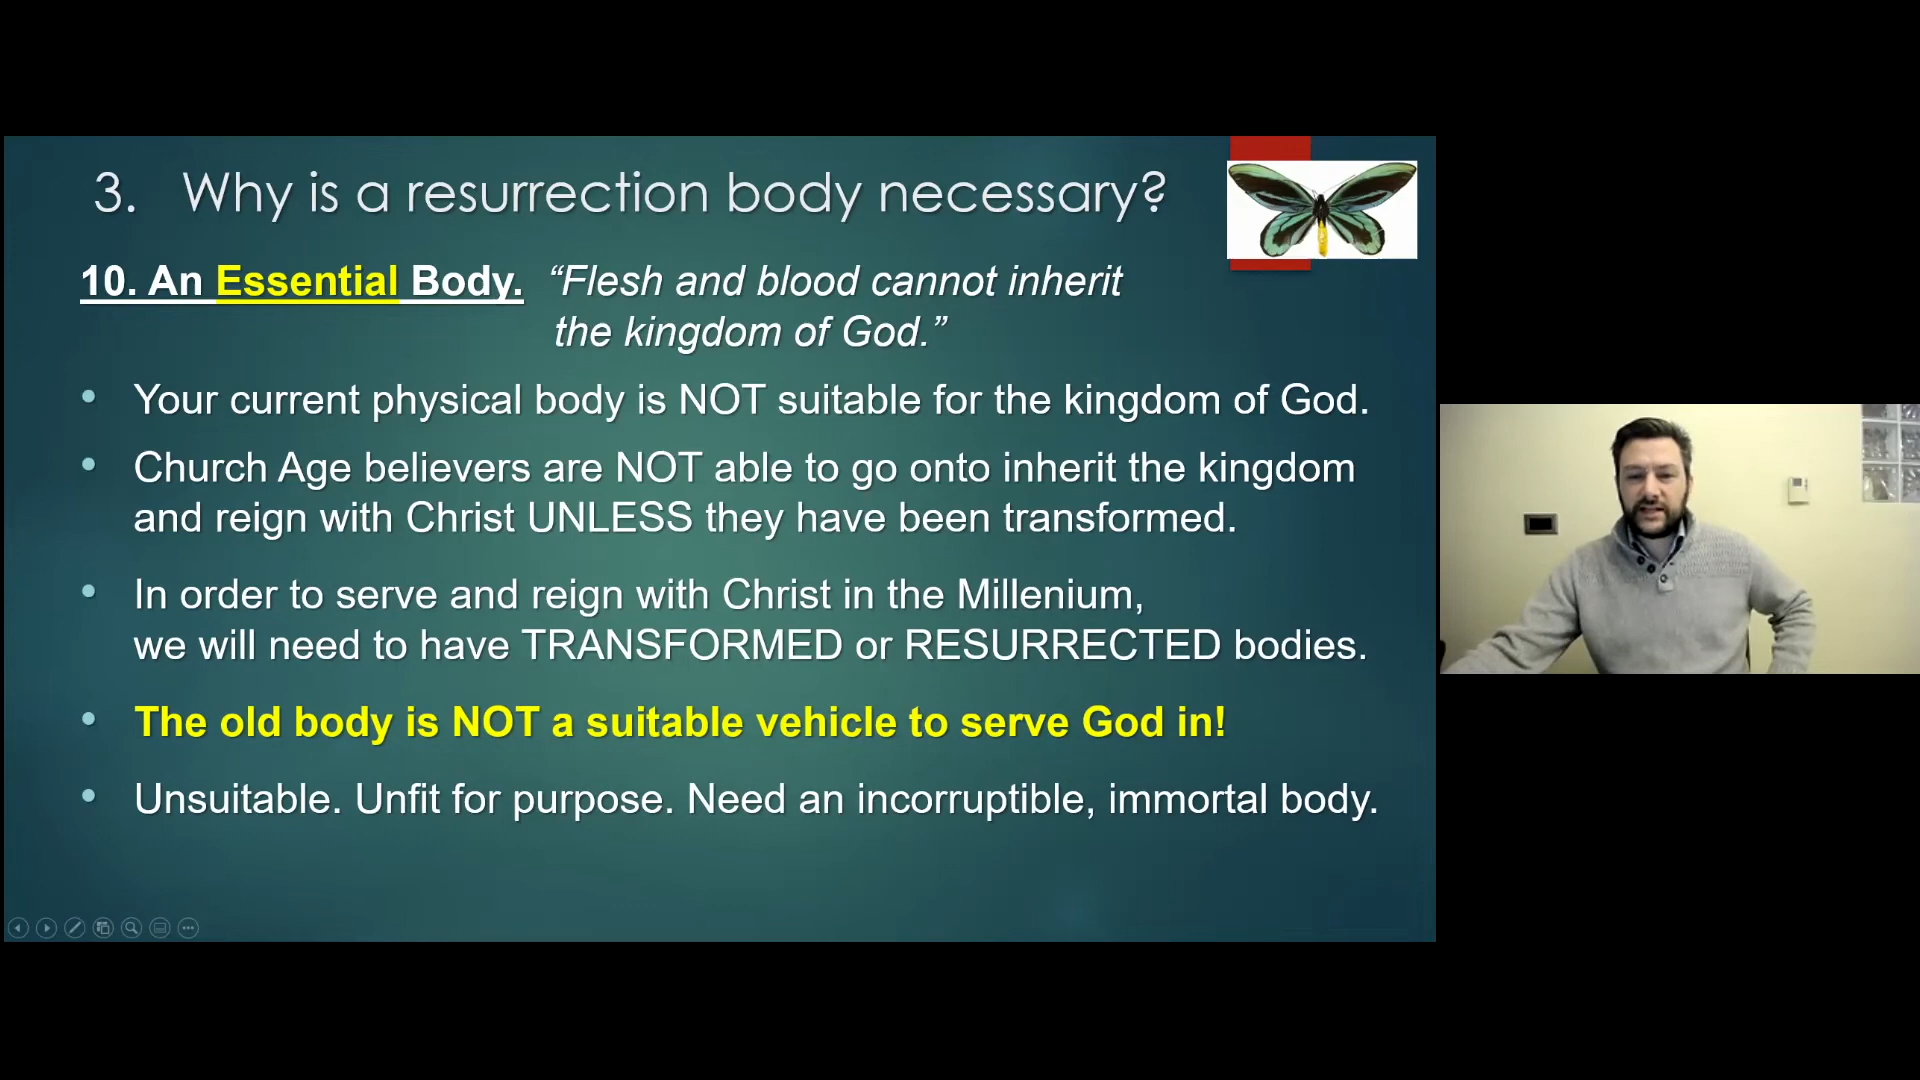 3. Why is a resurrection body necessary?
10. An Essential Body. “Flesh and blood cannot inherit
the kingdom of God.”
• Your current physical body is NOT suitable for the kingdom of God.
• Church Age believers are NOT able to go onto inherit the kingdom
and reign with Christ UNLESS they have been transformed.
• In order to serve and reign with Christ in the Millenium,
we will need to have TRANSFORMED or RESURRECTED bodies.
• The old body is NOT a suitable vehicle to serve God in!
• Unsuitable. Unfit for purpose. Need an incorruptible, immortal body.